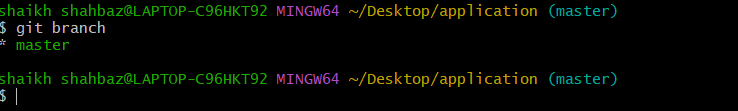 shaikh shahbaz@LAPTOP-C96HKT92 MINGW64 ~/Desktop/application (master)
$ git branch
* master
shaikh shahbaz@LAPTOP-C96HKT92 MINGW64 ~/Desktop/application (master)
$